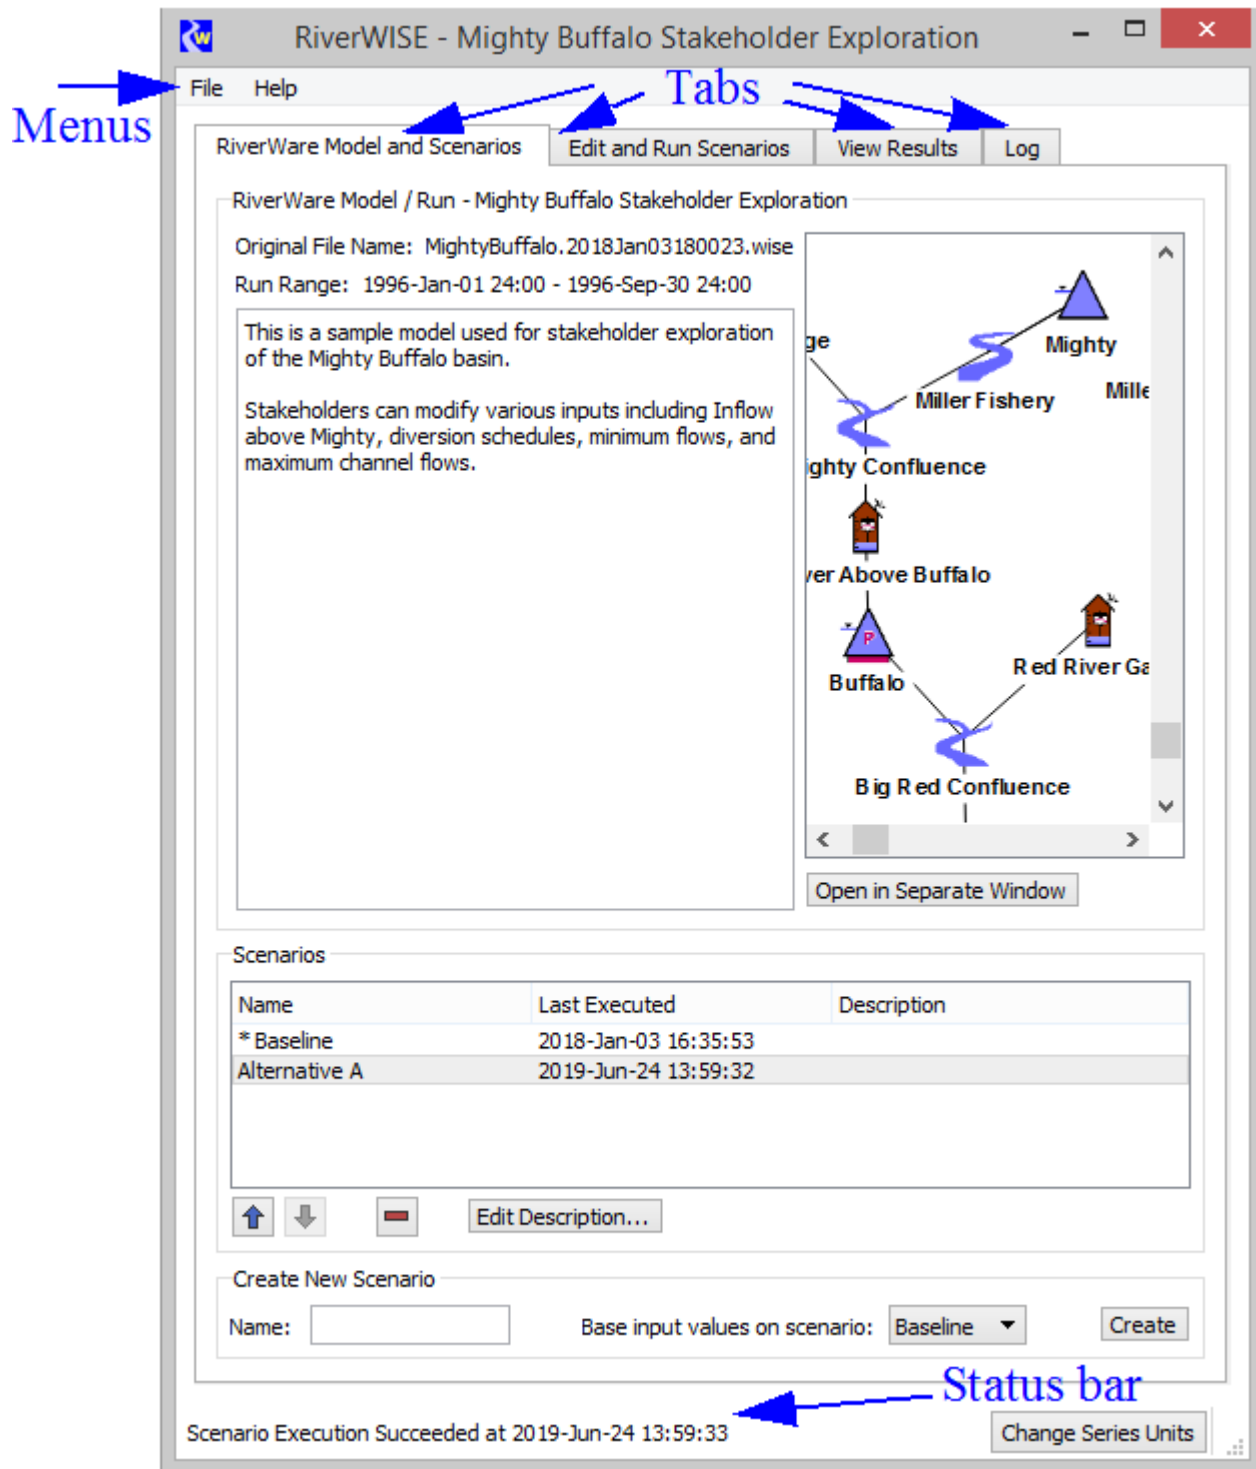 RiverWISE - Mighty Buffalo Stakeholder Exploration
File Help
Menus
Tabs
RiverWare Model and Scenarios Edit and Run Scenarios View Results Log
RiverWare Model / Run - Mighty Buffalo Stakeholder Exploration
Original File Name: MightyBuffalo.2018Jan03180023.wise
Run Range: 1996-Jan-01 24:00 - 1996-Sep-30 24:00
This is a sample model used for stakeholder exploration
of the Mighty Buffalo basin.
Stakeholders can modify various inputs including Inflow
above Mighty, diversion schedules, minimum flows, and
maximum channel flows.
ge
Mighty
Miller Fishery
Mille
ighty Confluence
ver Above Buffalo
P
Buffalo
Red River Ga
Big Red Confluence
Open in Separate Window
Scenarios
Name Last Executed Description
* Baseline 2018-Jan-03 16:35:53
Alternative A 2019-Jun-24 13:59:32
Edit Description...
Create New Scenario
Name: Base input values on scenario: Baseline Create
Status bar
Scenario Execution Succeeded at 2019-Jun-24 13:59:33 Change Series Units